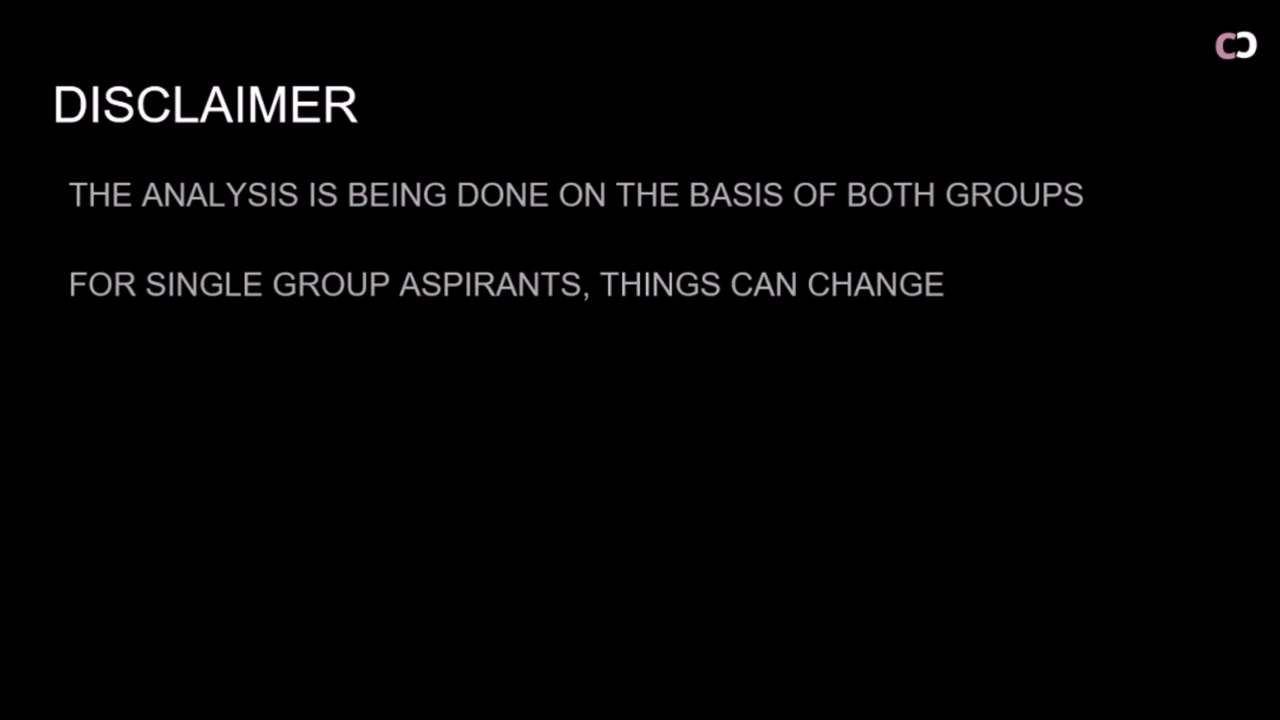 DISCLAIMER
THE ANALYSIS IS BEING DONE ON THE BASIS OF BOTH GROUPS
FOR SINGLE GROUP ASPIRANTS, THINGS CAN CHANGE